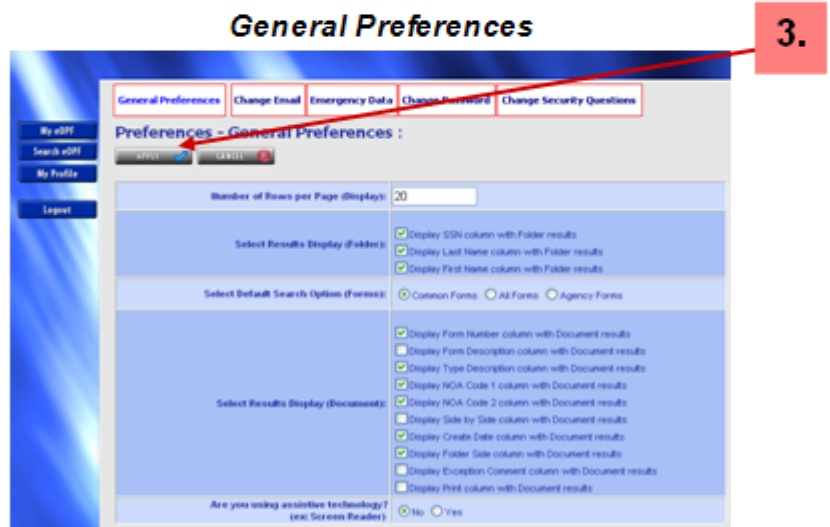 General Preferences
3.
General Preferences Change Email Emergency Data Change Password Change Security Questions
My eOPF
Search eOPF
My Profile
Logout
Preferences - General Preferences :
APPLY CANCEL
Number of Rows per Page (Display): 20
Select Results Display (Folder):
Display SSN column with Folder results
Display Last Name column with Folder results
Display First Name column with Folder results
Select Default Search Option (Forms): Common Forms All Forms Agency Forms
Select Results Display (Document):
Display Form Number column with Document results
Display Form Description column with Document results
Display Type Description column with Document results
Display NOA Code 1 column with Document results
Display NOA Code 2 column with Document results
Display Side by Side column with Document results
Display Create Date column with Document results
Display Folder Side column with Document results
Display Exception Comment column with Document results
Display Print column with Document results
Are you using assistive technology?
(ex: Screen Reader) No Yes